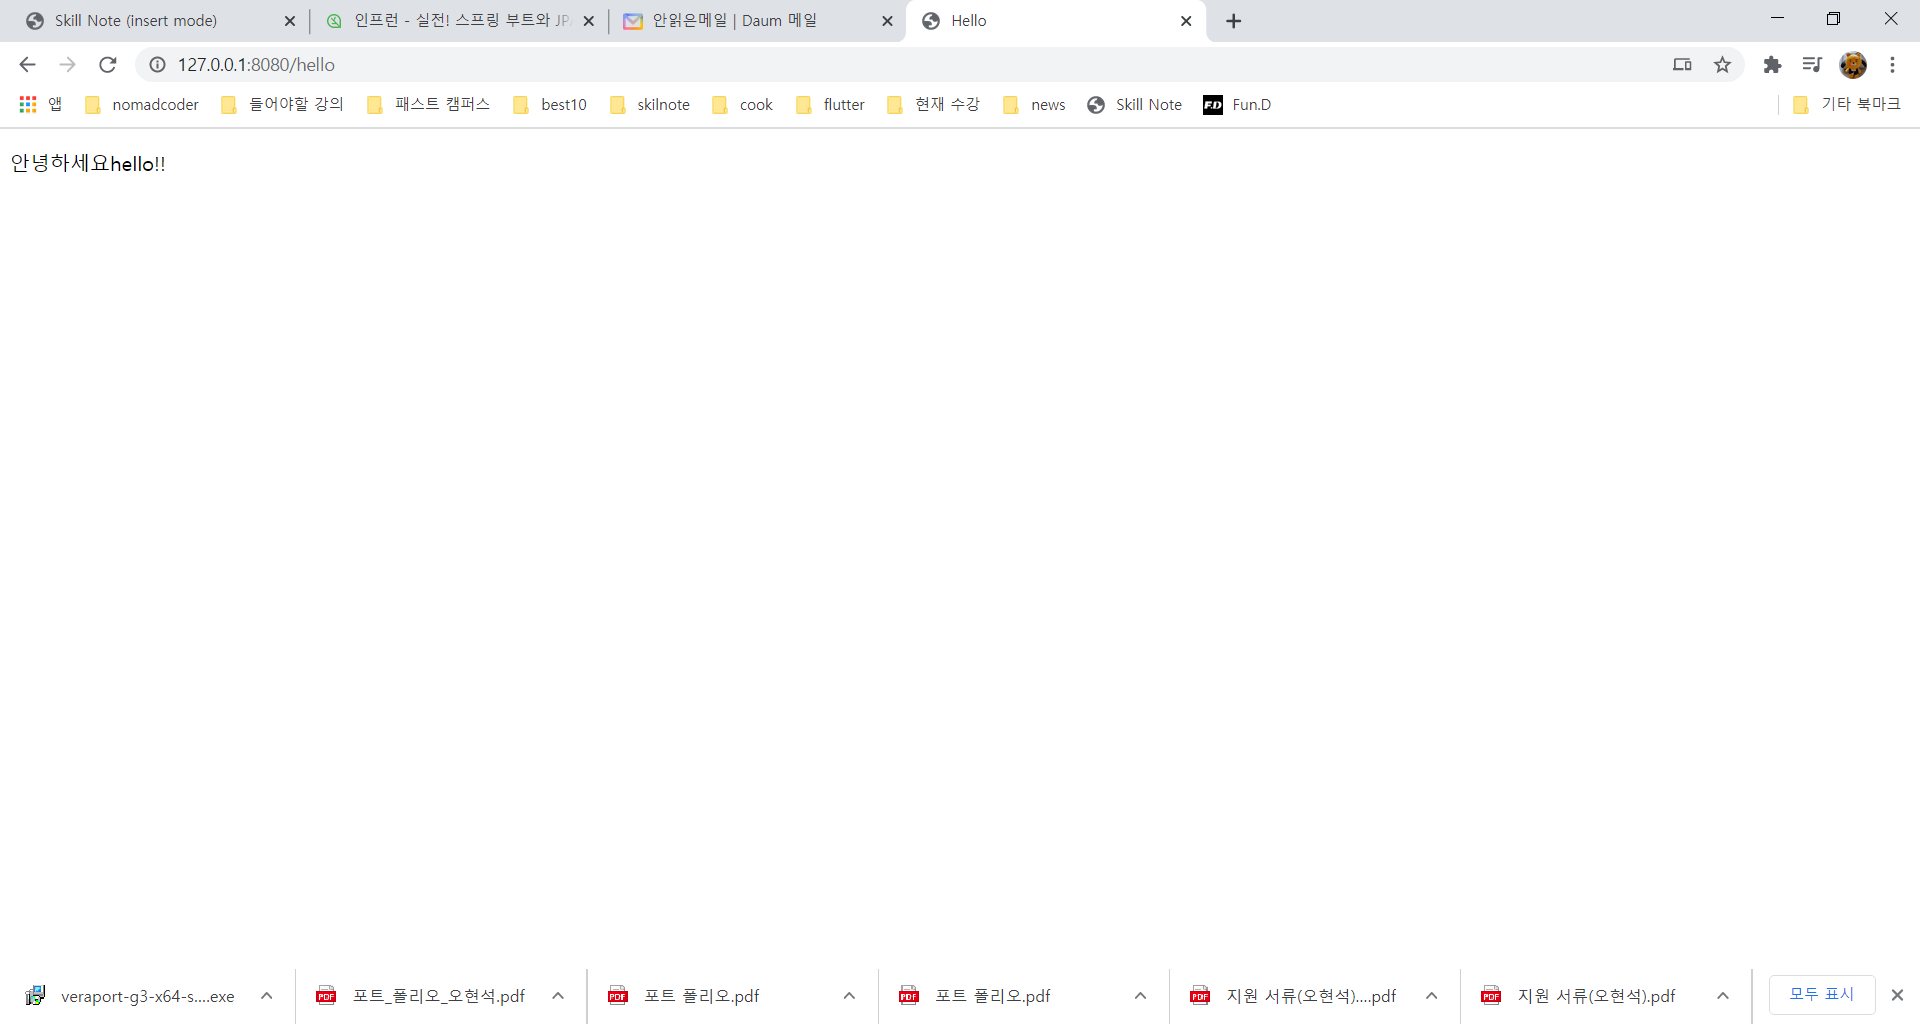 Skill Note (insert mode)
인프런 - 실전! 스프링 부트와 JP
안읽은메일 | Daum 메일
Hello
127.0.0.1:8080/hello
앱 nomadcoder 들어야할 강의 패스트 캠퍼스 best10 skilnote cook flutter 현재 수강 news Skill Note F.D Fun.D 기타 북마크
안녕하세요hello!!
veraport-g3-x64-s....exe
포트_폴리오_오현석.pdf
포트 폴리오.pdf
포트 폴리오.pdf
지원 서류(오현석)....pdf
지원 서류(오현석).pdf
모두 표시